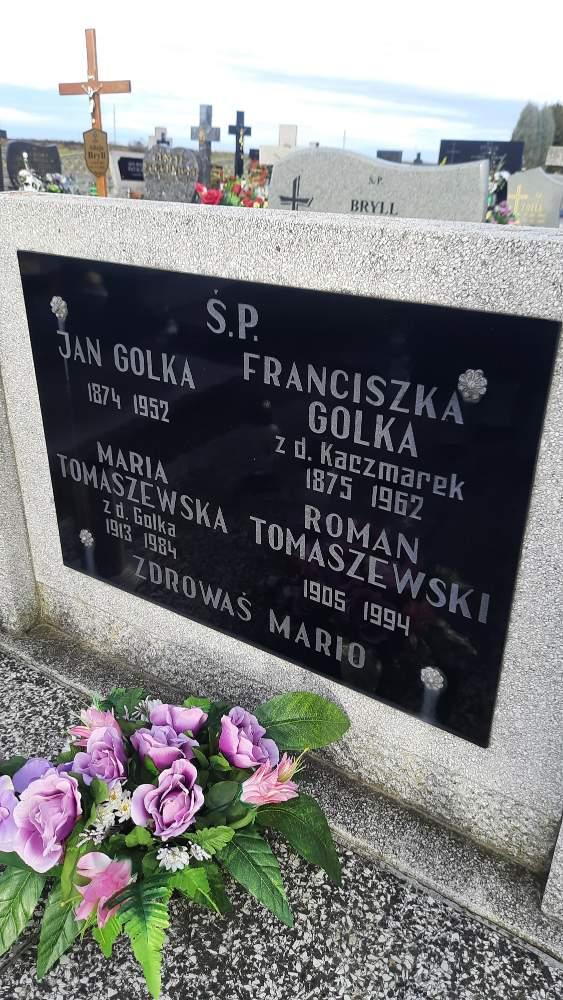 Bryll
Ś.P.
BRYLL
Ś.P.
JAN GOLKA
1874 1952
FRANCISZKA
GOLKA
z d. Kaczmarek
1875 1962
MARIA
TOMASZEWSKA
z d. Golka
1913 1984
ROMAN
TOMASZEWSKI
1905 1994
ZDROWAŚ MARIO